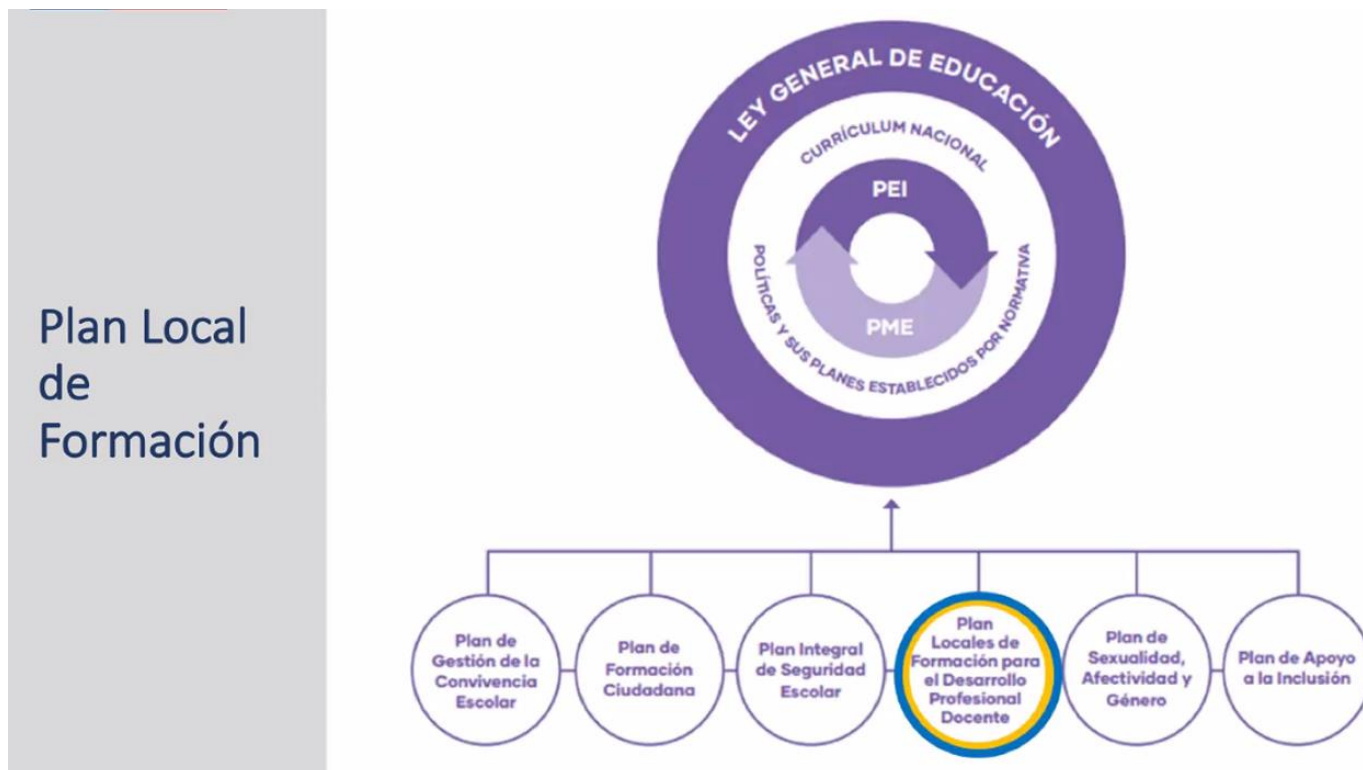 Plan Local
de
Formación
LEY GENERAL DE EDUCACIÓN
CURRÍCULUM NACIONAL
PEI
PME
POLÍTICAS Y SUS PLANES ESTABLECIDOS POR NORMATIVA
Plan de
Gestión de la
Convivencia
Escolar
Plan de
Formación
Ciudadana
Plan Integral
de Seguridad
Escolar
Plan
Locales de
Formación para
el Desarrollo
Profesional
Docente
Plan de
Sexualidad,
Afectividad y
Género
Plan de Apoyo
a la Inclusión